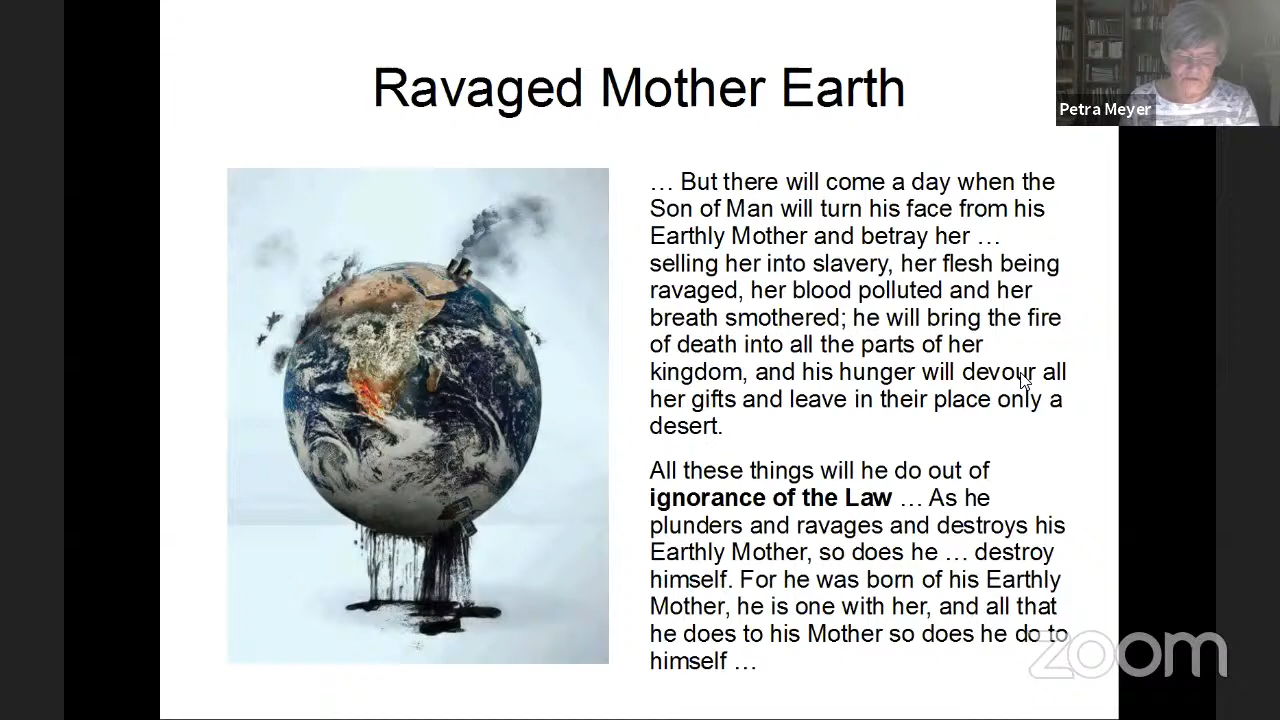 Ravaged Mother Earth
Petra Meyer
… But there will come a day when the
Son of Man will turn his face from his
Earthly Mother and betray her …
selling her into slavery, her flesh being
ravaged, her blood polluted and her
breath smothered; he will bring the fire
of death into all the parts of her
kingdom, and his hunger will devour all
her gifts and leave in their place only a
desert.
All these things will he do out of
ignorance of the Law … As he
plunders and ravages and destroys his
Earthly Mother, so does he … destroy
himself. For he was born of his Earthly
Mother, he is one with her, and all that
he does to his Mother so does he do to
himself …
zoom